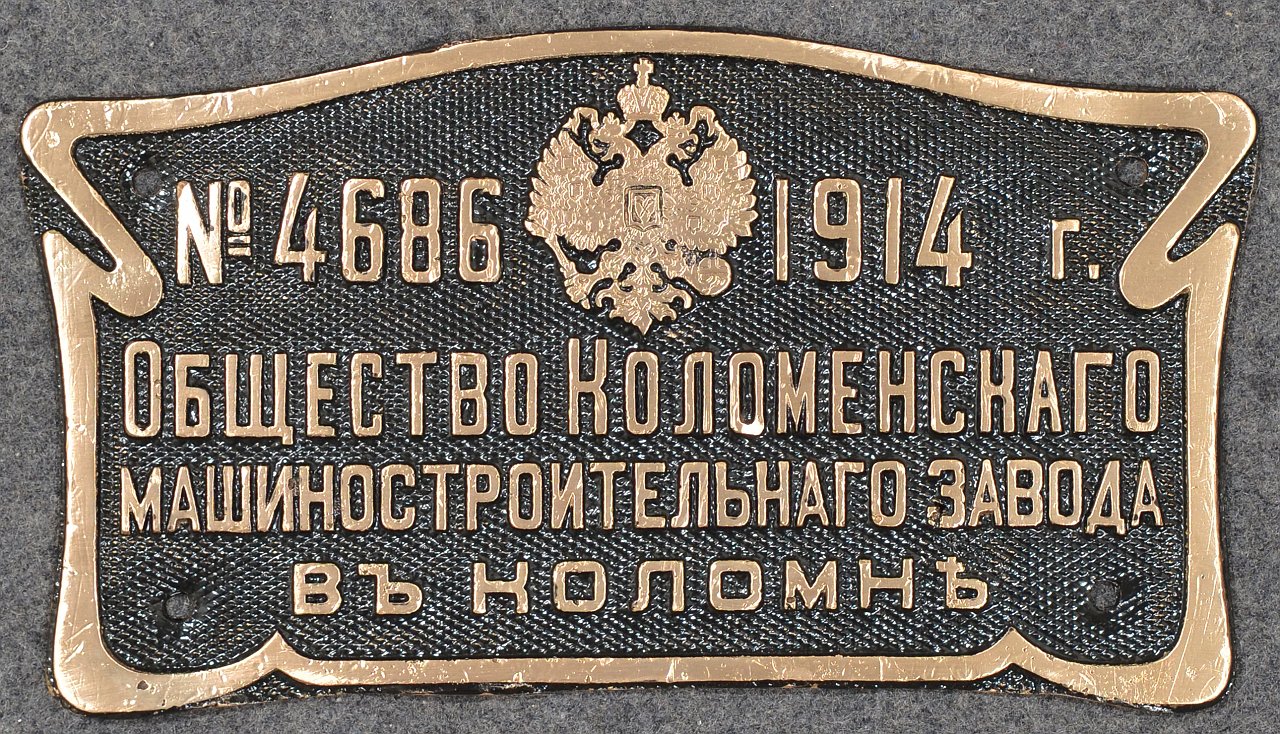 № 4686 1914 г.
Общество Коломенскаго
машиностроительнаго завода
въ Коломнѣ